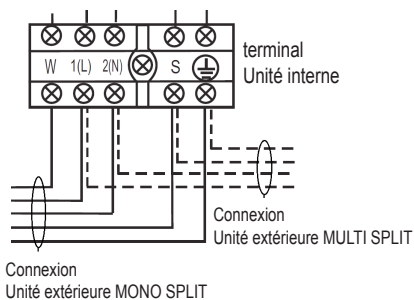 W 1(L) 2(N) S
terminal
Unité interne
Connexion
Unité extérieure MULTI SPLIT
Connexion
Unité extérieure MONO SPLIT